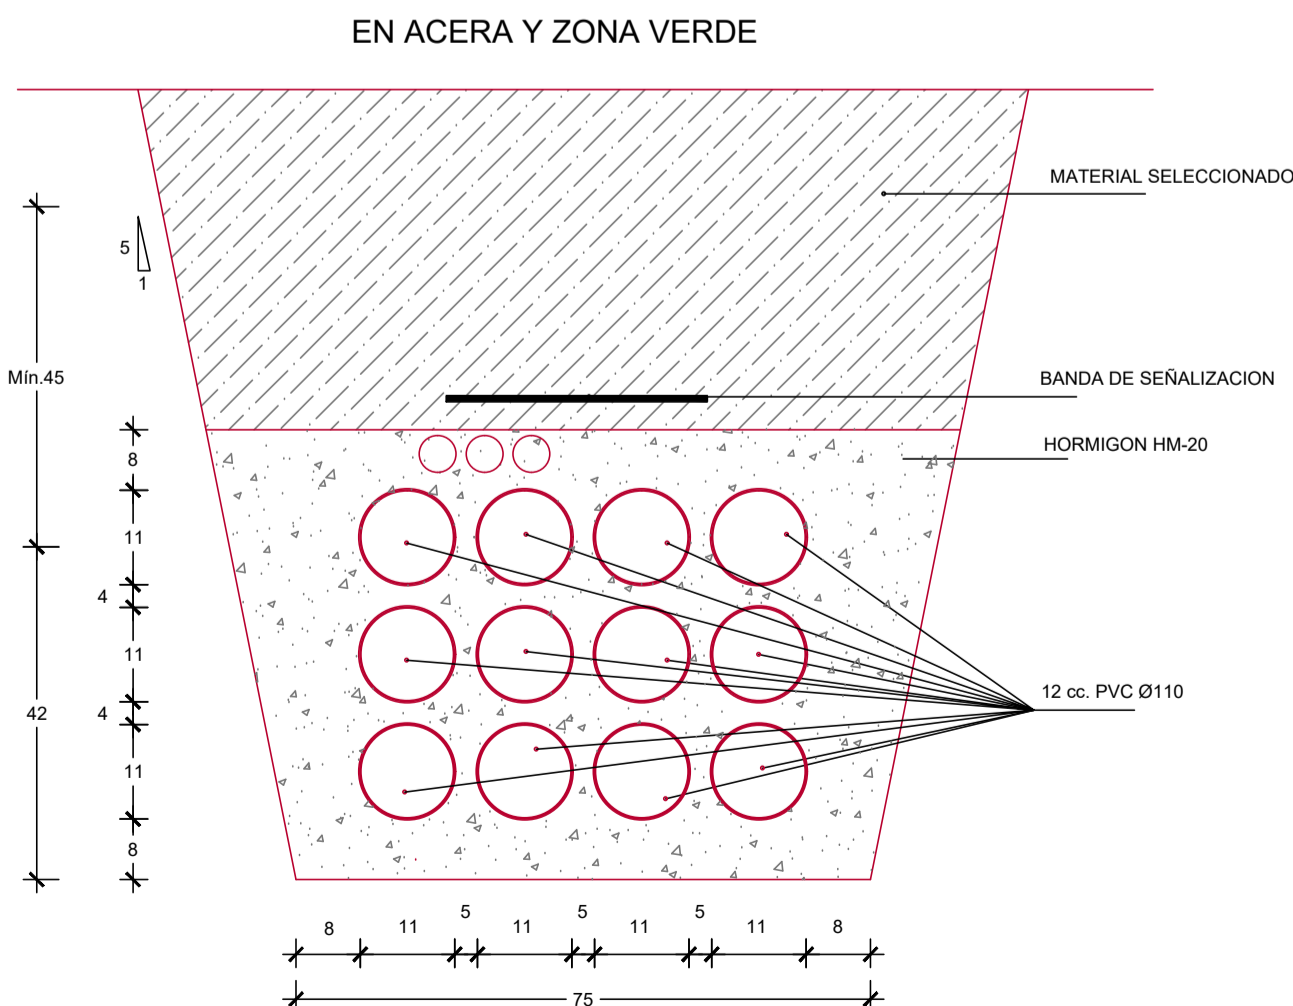 EN ACERA Y ZONA VERDE
MATERIAL SELECCIONADO
5
1
Mín.45
BANDA DE SEÑALIZACION
HORMIGON HM-20
8
11
4
11
12 cc. PVC Ø110
42
4
11
8
8 11 5 11 5 11 5 11 8
75